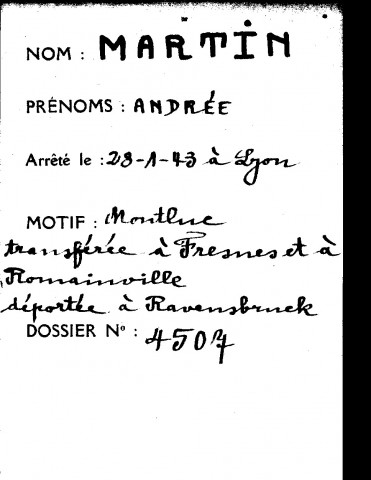 NOM : MARTIN
PRÉNOMS : ANDRÉE
Arrêté le : 28-1-43 à Lyon
MOTIF : Montluc
transférée à Fresnes et à
Romainville
déportée à Ravensbruck
DOSSIER N° : 4507